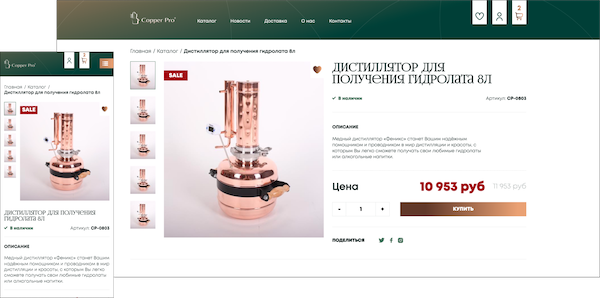 Copper Pro
Каталог
Новости
Доставка
О нас
Контакты
2
Главная / Каталог / Дистиллятор для получения гидролата 8л
SALE
ДИСТИЛЛЯТОР ДЛЯ
ПОЛУЧЕНИЯ ГИДРОЛАТА 8Л
В наличии
Артикул: CP-0803
ОПИСАНИЕ
Медный дистиллятор «Феникс» станет Вашим надёжным
помощником и проводником в мир дистилляции и красоты, с
которым Вы легко сможете получать свои любимые гидролаты
или алкогольные напитки.
Цена
10 953 руб
11 953 руб
- 1 +
КУПИТЬ
ПОДЕЛИТЬСЯ
Copper Pro
2
Главная / Каталог /
Дистиллятор для получения гидролата 8л
SALE
ДИСТИЛЛЯТОР ДЛЯ ПОЛУЧЕНИЯ
ГИДРОЛАТА 8Л
В наличии
Артикул: CP-0803
ОПИСАНИЕ
Медный дистиллятор «Феникс» станет Вашим
надёжным помощником и проводником в мир
дистилляции и красоты, с которым Вы легко
сможете получать свои любимые гидролаты
или алкогольные напитки.